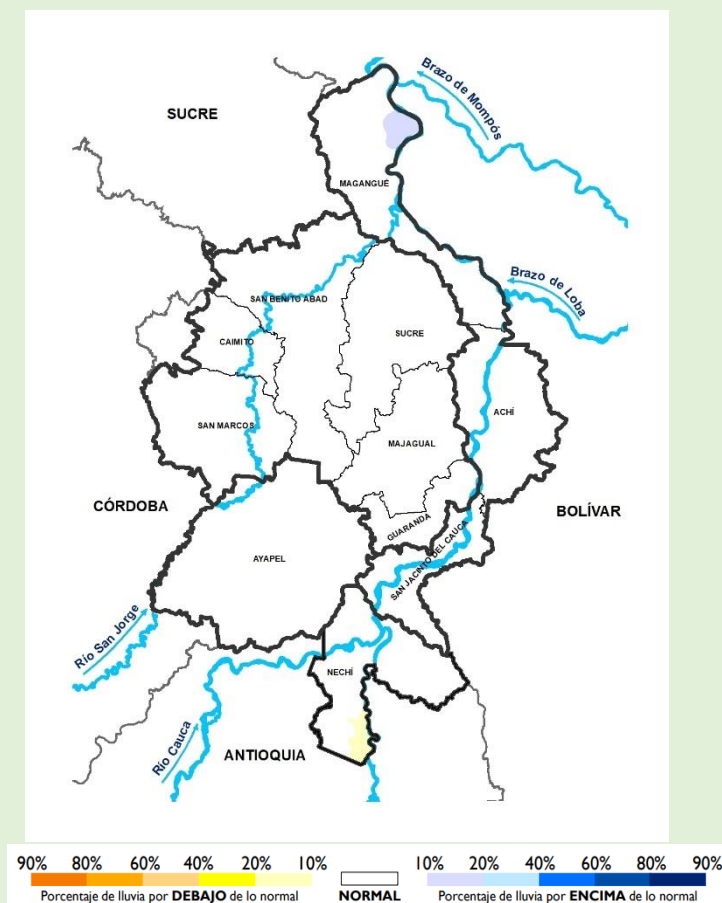 Brazo de Mompós
SUCRE
MAGANGUÉ
Brazo de Loba
SAN BENITO ABAD
SUCRE
CAIMITO
ACHÍ
SAN MARCOS
MAJAGUAL
CÓRDOBA
BOLÍVAR
GUARANDA
AYAPEL
SAN JACINTO DEL CAUCA
Río San Jorge
NECHÍ
Río Cauca
ANTIOQUIA
90% 80% 60% 40% 20% 10% 10% 20% 40% 60% 80% 90%
Porcentaje de lluvia por DEBAJO de lo normal NORMAL Porcentaje de lluvia por ENCIMA de lo normal